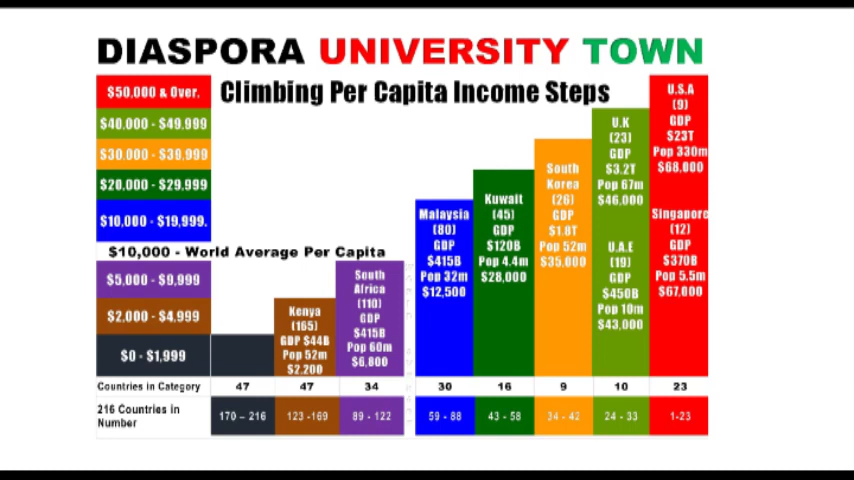 DIASPORA UNIVERSITY TOWN
Climbing Per Capita Income Steps
$50,000 & Over.
$40,000 - $49,999
$30,000 - $39,999
$20,000 - $29,999
$10,000 - $19,999.
$10,000 - World Average Per Capita
$5,000 - $9,999
$2,000 - $4,999
$0 - $1,999
Kenya
(165)
GDP $44B
Pop 52m
$2,200
South
Africa
(110)
GDP
$415B
Pop 60m
$6,800
Malaysia
(80)
GDP
$415B
Pop 32m
$12,500
Kuwait
(45)
GDP
$120B
Pop 4.4m
$28,000
South
Korea
(26)
GDP
$1.8T
Pop 52m
$35,000
U.K
(23)
GDP
$3.2T
Pop 67m
$46,000
U.A.E
(19)
GDP
$450B
Pop 10m
$43,000
U.S.A
(9)
GDP
$23T
Pop 330m
$68,000
Singapore
(12)
GDP
$370B
Pop 5.5m
$67,000
Countries in Category 47 47 34 30 16 9 10 23
216 Countries in
Number
170 – 216 123 -169 89 - 122 59 - 88 43 - 58 34 - 42 24 - 33 1-23